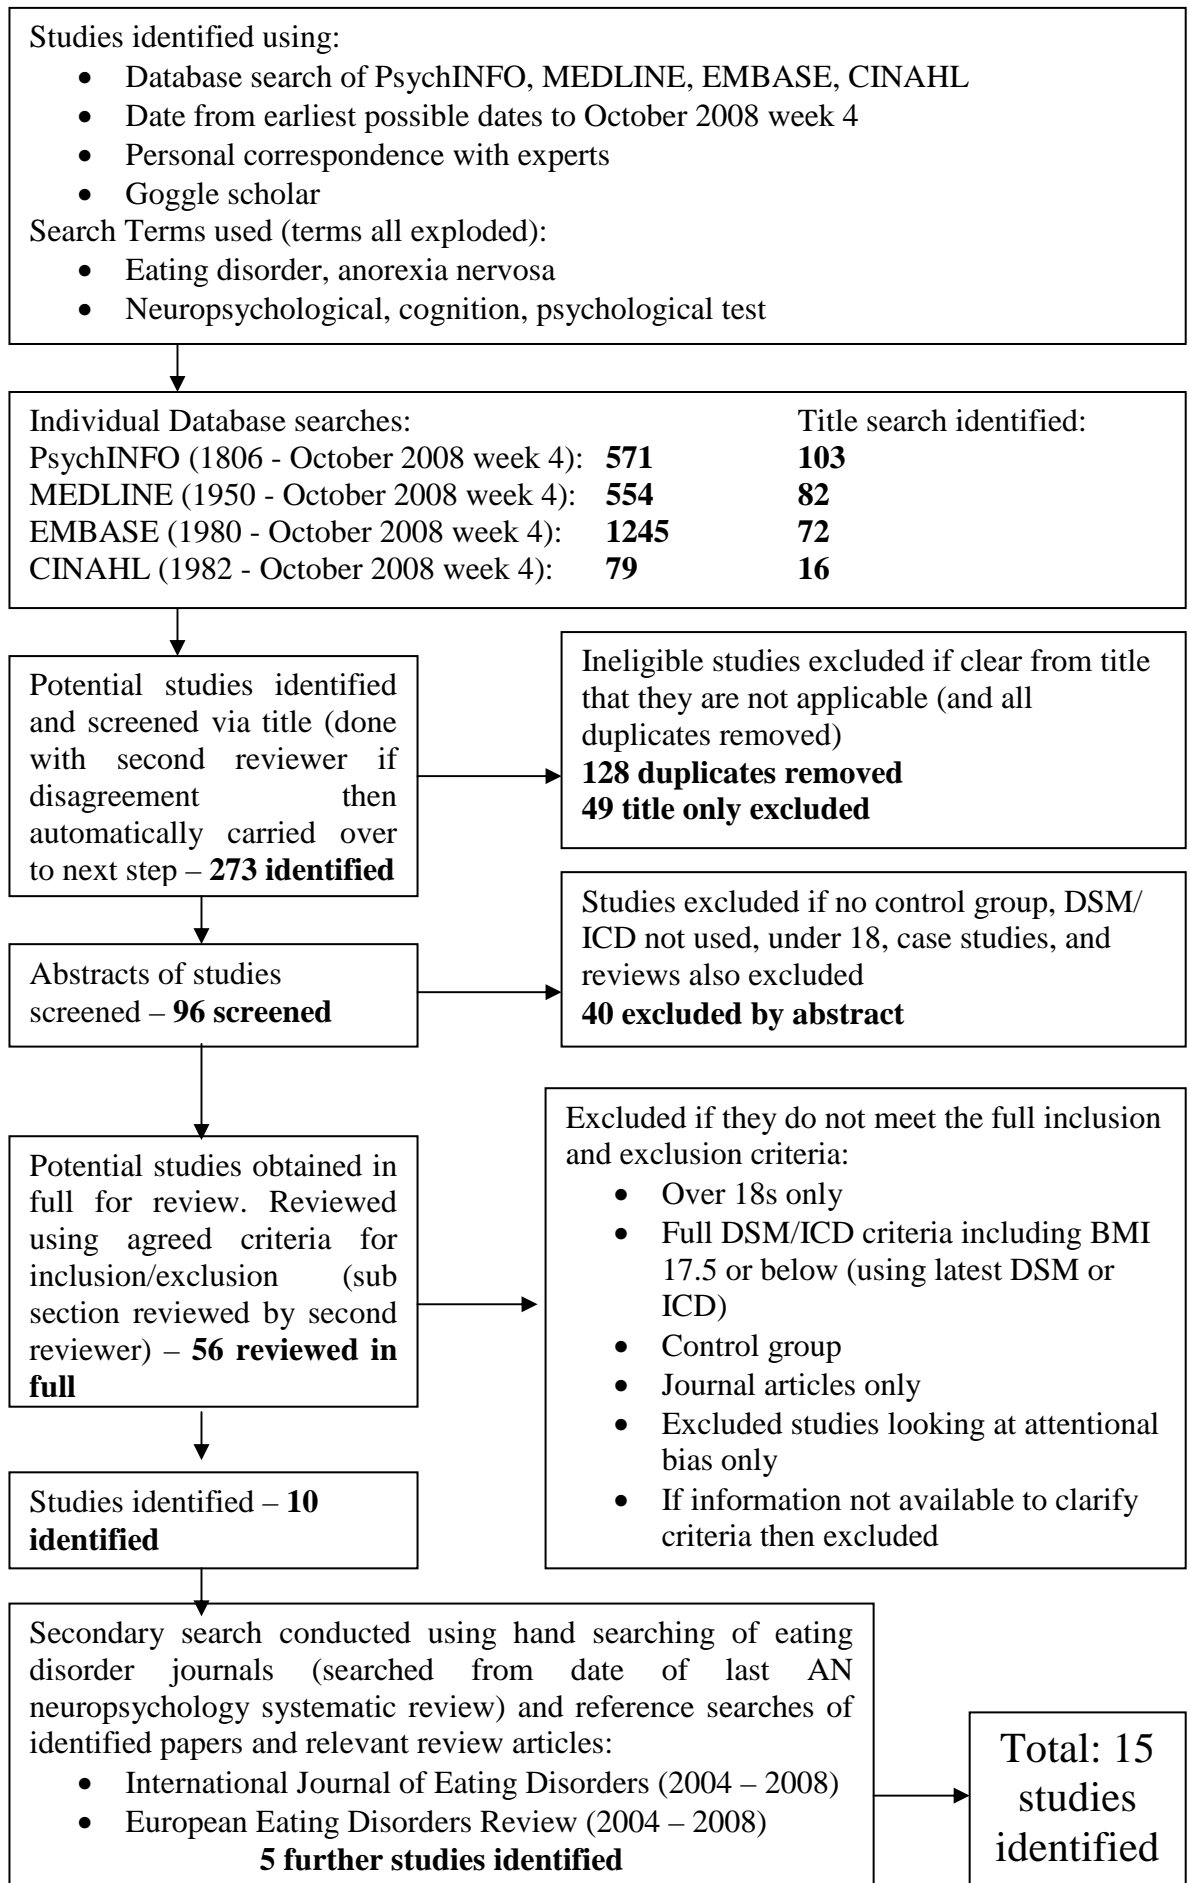 Studies identified using:
• Database search of PsychINFO, MEDLINE, EMBASE, CINAHL
• Date from earliest possible dates to October 2008 week 4
• Personal correspondence with experts
• Goggle scholar
Search Terms used (terms all exploded):
• Eating disorder, anorexia nervosa
• Neuropsychological, cognition, psychological test
Individual Database searches: Title search identified:
PsychINFO (1806 - October 2008 week 4): 571 103
MEDLINE (1950 - October 2008 week 4): 554 82
EMBASE (1980 - October 2008 week 4): 1245 72
CINAHL (1982 - October 2008 week 4): 79 16
Potential studies identified
and screened via title (done
with second reviewer if
disagreement then
automatically carried over
to next step – 273 identified
Ineligible studies excluded if clear from title
that they are not applicable (and all
duplicates removed)
128 duplicates removed
49 title only excluded
Abstracts of studies
screened – 96 screened
Studies excluded if no control group, DSM/
ICD not used, under 18, case studies, and
reviews also excluded
40 excluded by abstract
Potential studies obtained in
full for review. Reviewed
using agreed criteria for
inclusion/exclusion (sub
section reviewed by second
reviewer) – 56 reviewed in
full
Excluded if they do not meet the full inclusion
and exclusion criteria:
• Over 18s only
• Full DSM/ICD criteria including BMI
17.5 or below (using latest DSM or
ICD)
• Control group
• Journal articles only
• Excluded studies looking at attentional
bias only
• If information not available to clarify
criteria then excluded
Studies identified – 10
identified
Secondary search conducted using hand searching of eating
disorder journals (searched from date of last AN
neuropsychology systematic review) and reference searches of
identified papers and relevant review articles:
• International Journal of Eating Disorders (2004 – 2008)
• European Eating Disorders Review (2004 – 2008)
5 further studies identified
Total: 15
studies
identified